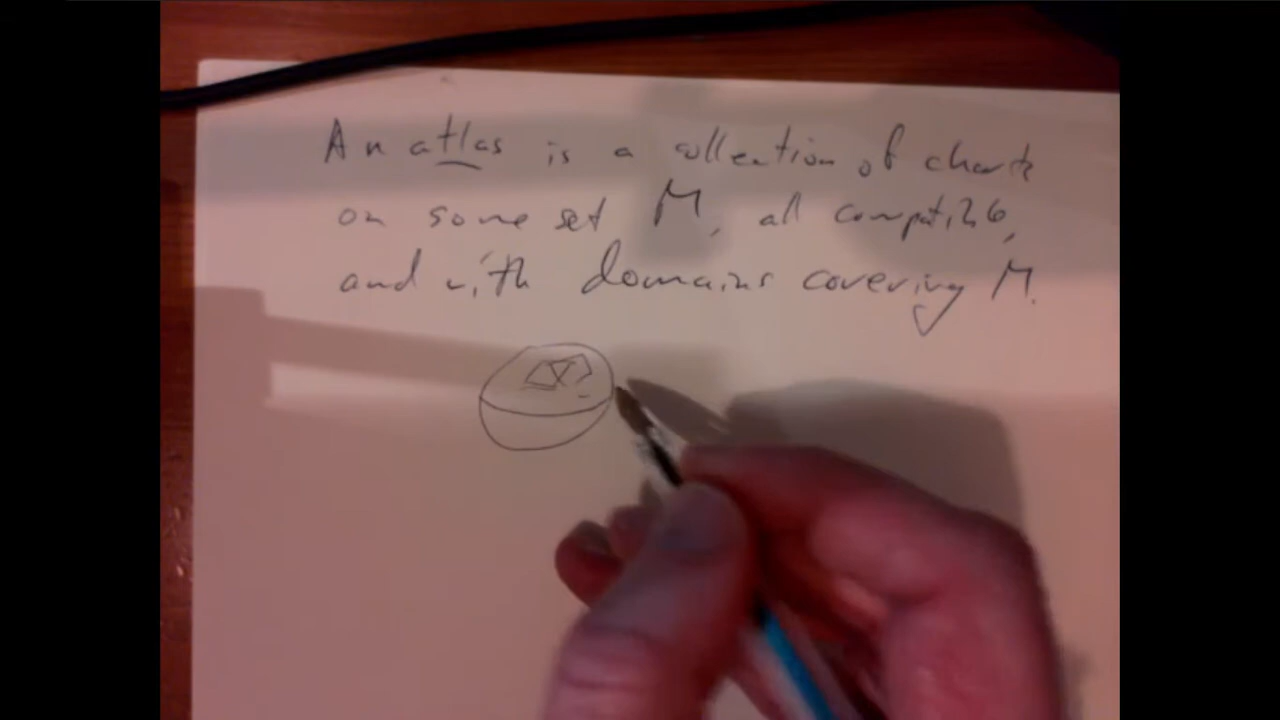 An atlas is a collection of charts
on some set M, all compatible,
and with domains covering M.